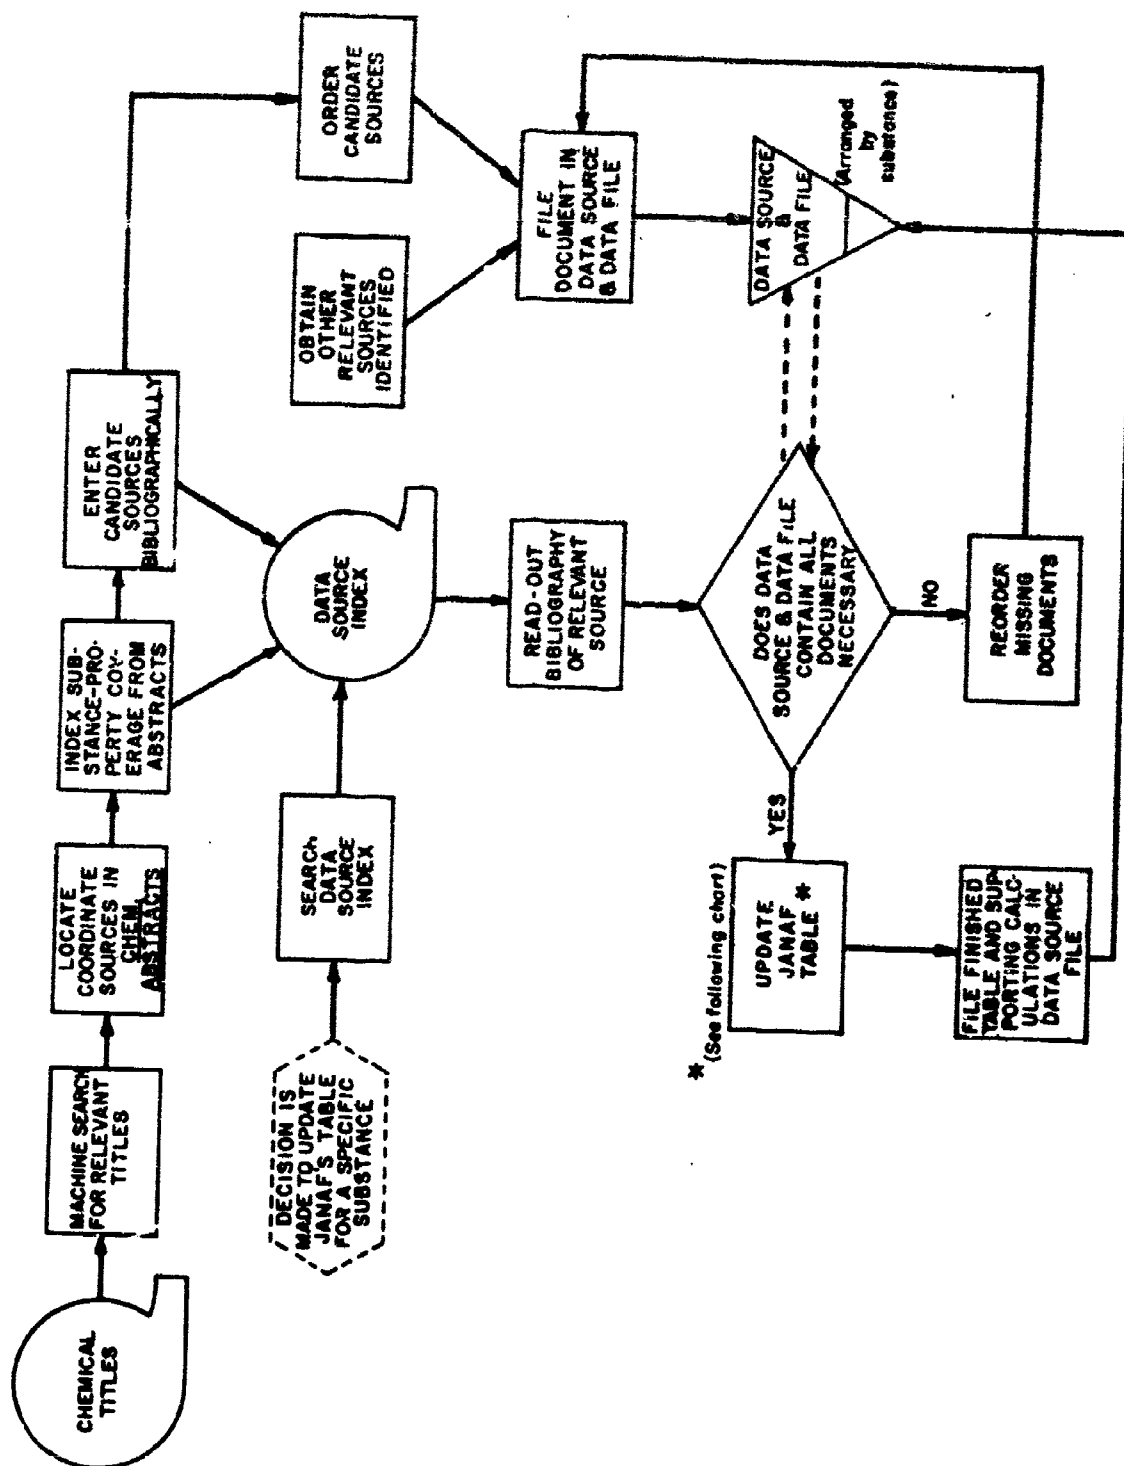 CHEMICAL
TITLES
MACHINE SEARCH
FOR RELEVANT
TITLES
LOCATE
COORDINATE
SOURCES IN
CHEM.
ABSTRACTS
INDEX SUB-
STANCE-PRO-
PERTY COV-
ERAGE FROM
ABSTRACTS
ENTER
CANDIDATE
SOURCES
BIBLIOGRAPHICALLY
ORDER
CANDIDATE
SOURCES
DECISION IS
MADE TO UPDATE
JANAF'S TABLE
FOR A SPECIFIC
SUBSTANCE
SEARCH
DATA
SOURCE
INDEX
DATA
SOURCE
INDEX
OBTAIN
OTHER
RELEVANT
SOURCES
IDENTIFIED
FILE
DOCUMENT IN
DATA SOURCE
& DATA FILE
READ-OUT
BIBLIOGRAPHY
OF RELEVANT
SOURCE
DATA SOURCE
&
DATA FILE
(Arranged
by
substance)
DOES DATA
SOURCE & DATA FILE
CONTAIN ALL
DOCUMENTS
NECESSARY
YES
NO
* (See following chart)
UPDATE
JANAF
TABLE *
FILE FINISHED
TABLE AND SUP-
PORTING CALC-
ULATIONS IN
DATA SOURCE
FILE
REORDER
MISSING
DOCUMENTS